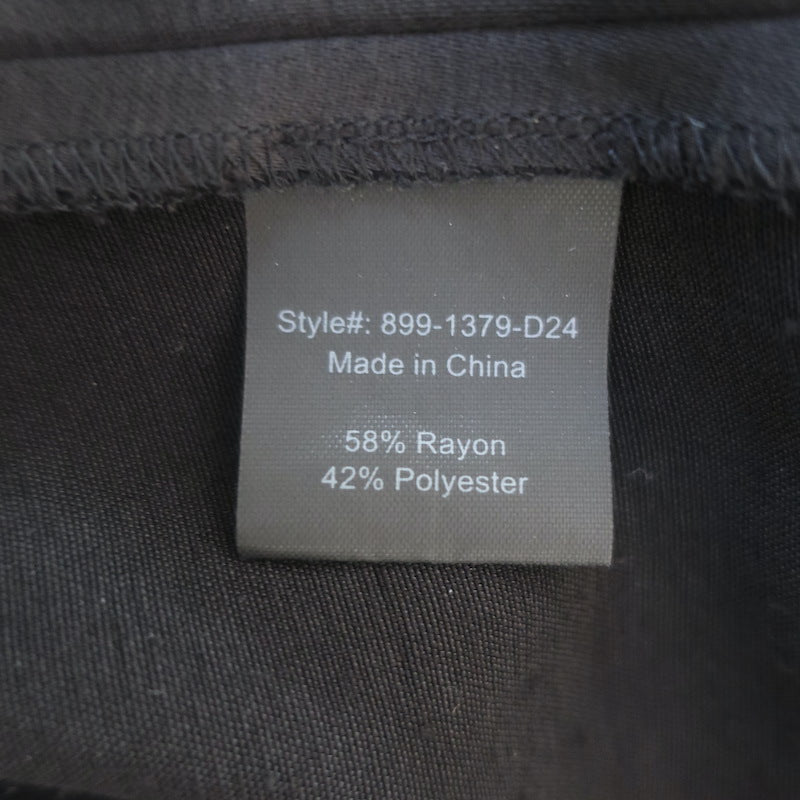 Style#: 899-1379-D24
Made in China
58% Rayon
42% Polyester